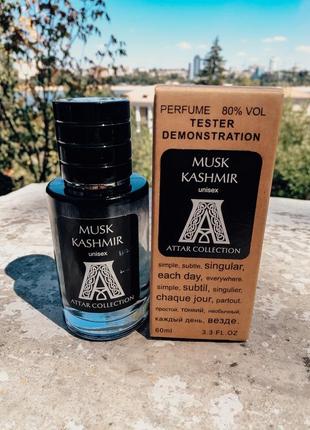 MUSK
KASHMIR
unisex
ATTAR COLLECTION
PERFUME 80% VOL
TESTER
DEMONSTRATION
MUSK
KASHMIR
unisex
ATTAR COLLECTION
simple, subtle, singular,
each day, everywhere.
simple, subtil, singulier,
chaque jour, partout.
простой, тонкий, необычный,
каждый день, везде.
60ml 3.3 FL.OZ